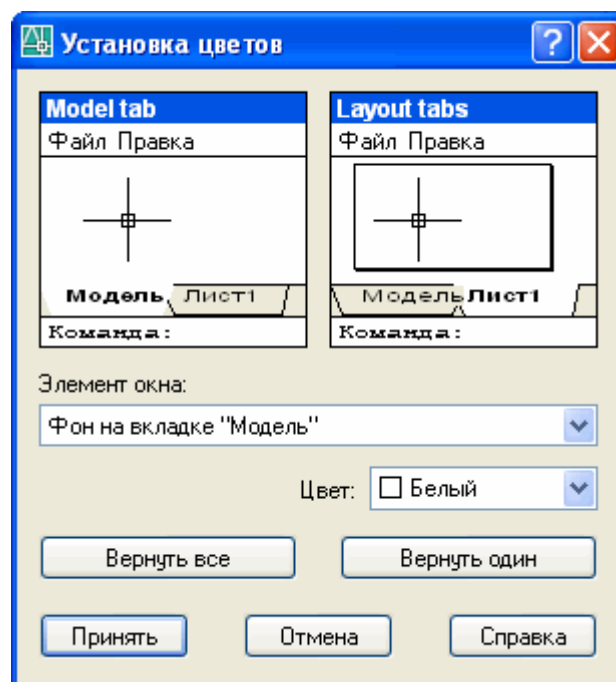 Установка цветов
Model tab
Файл Правка
Модель Лист1
Команда:
Layout tabs
Файл Правка
Модель Лист1
Команда:
Элемент окна:
Фон на вкладке "Модель"
Цвет: Белый
Вернуть все Вернуть один
Принять Отмена Справка